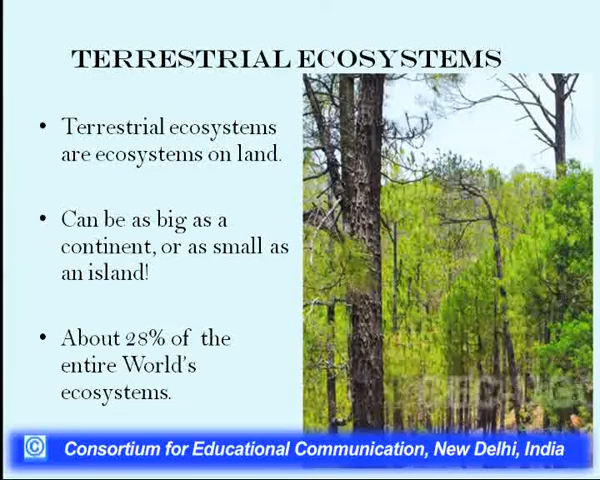 TERRESTRIAL ECOSYSTEMS
• Terrestrial ecosystems
are ecosystems on land.
• Can be as big as a
continent, or as small as
an island!
• About 28% of the
entire World's
ecosystems.
© Consortium for Educational Communication, New Delhi, India